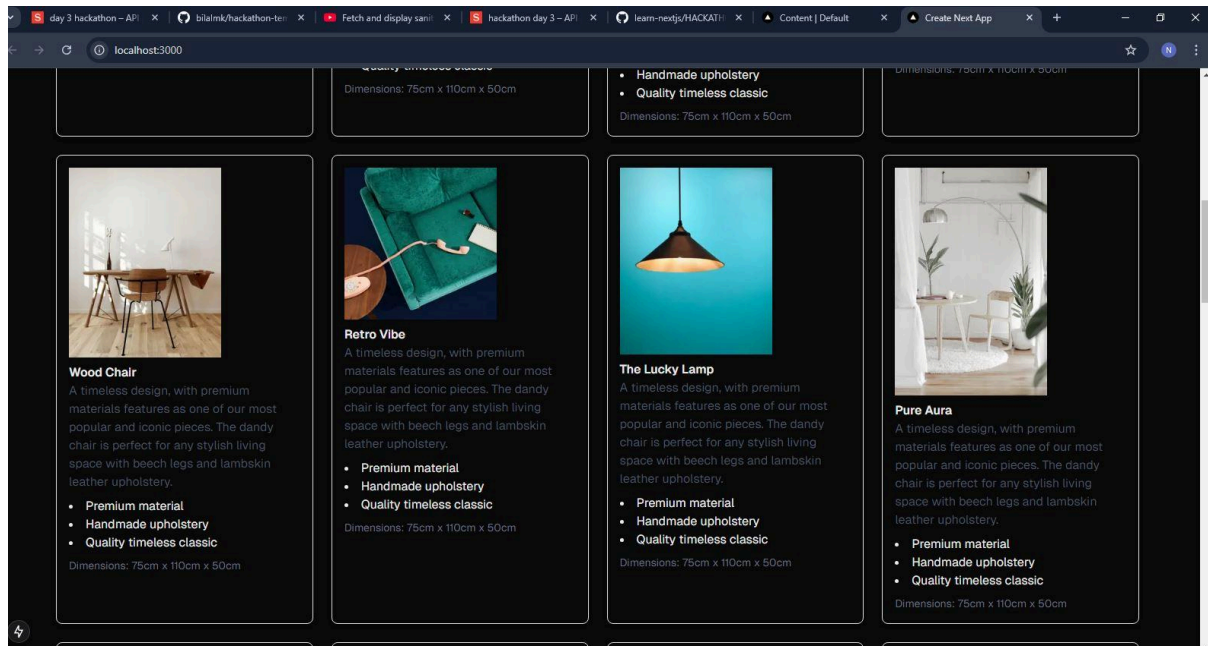 day 3 hackathon – API
bilalmk/hackathon-tem
Fetch and display sanit
hackathon day 3 – API
learn-nextjs/HACKATH
Content | Default
Create Next App
localhost:3000
N
Quality timeless classic
Dimensions: 75cm x 110cm x 50cm
Handmade upholstery
Quality timeless classic
Dimensions: 75cm x 110cm x 50cm
Dimensions: 75cm x 110cm x 50cm
Wood Chair
A timeless design, with premium
materials features as one of our most
popular and iconic pieces. The dandy
chair is perfect for any stylish living
space with beech legs and lambskin
leather upholstery.
Premium material
Handmade upholstery
Quality timeless classic
Dimensions: 75cm x 110cm x 50cm
Retro Vibe
A timeless design, with premium
materials features as one of our most
popular and iconic pieces. The dandy
chair is perfect for any stylish living
space with beech legs and lambskin
leather upholstery.
Premium material
Handmade upholstery
Quality timeless classic
Dimensions: 75cm x 110cm x 50cm
The Lucky Lamp
A timeless design, with premium
materials features as one of our most
popular and iconic pieces. The dandy
chair is perfect for any stylish living
space with beech legs and lambskin
leather upholstery.
Premium material
Handmade upholstery
Quality timeless classic
Dimensions: 75cm x 110cm x 50cm
Pure Aura
A timeless design, with premium
materials features as one of our most
popular and iconic pieces. The dandy
chair is perfect for any stylish living
space with beech legs and lambskin
leather upholstery.
Premium material
Handmade upholstery
Quality timeless classic
Dimensions: 75cm x 110cm x 50cm